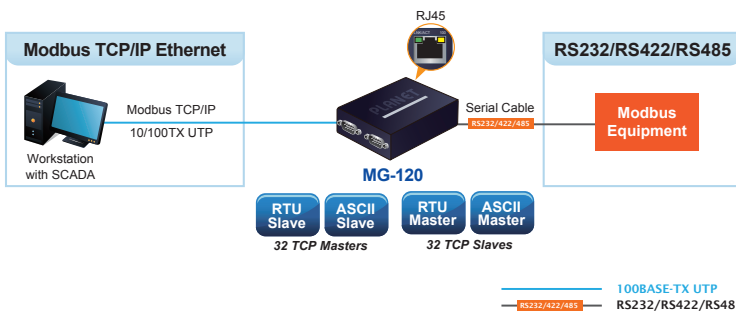 RJ45
Modbus TCP/IP Ethernet
RS232/RS422/RS485
PLANET
Modbus TCP/IP
10/100TX UTP
Serial Cable
RS232/422/485
Modbus
Equipment
Workstation
with SCADA
MG-120
RTU
Slave
ASCII
Slave
RTU
Master
ASCII
Master
32 TCP Masters
32 TCP Slaves
100BASE-TX UTP
RS232/422/485
RS232/RS422/RS48